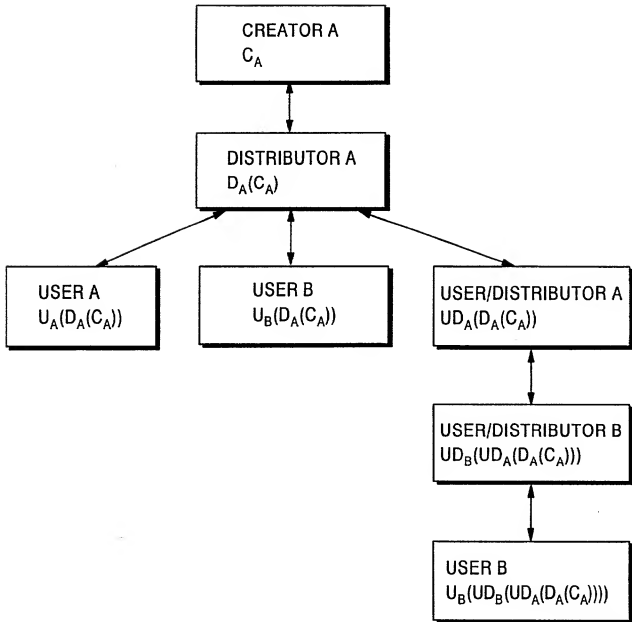 CREATOR A
C_A
DISTRIBUTOR A
D_A(C_A)
USER A
U_A(D_A(C_A))
USER B
U_B(D_A(C_A))
USER/DISTRIBUTOR A
UD_A(D_A(C_A))
USER/DISTRIBUTOR B
UD_B(UD_A(D_A(C_A)))
USER B
U_B(UD_B(UD_A(D_A(C_A))))